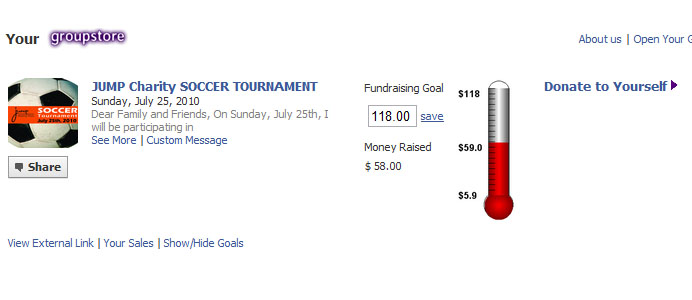 Your groupstore
About us | Open Your G
JUMP Charity SOCCER TOURNAMENT
Sunday, July 25, 2010
Dear Family and Friends, On Sunday, July 25th, I
will be participating in
See More | Custom Message
SOCCER
Tournament
July 25th, 2010
Share
Fundraising Goal
118.00 save
Money Raised
$ 58.00
$118
$59.0
$5.9
Donate to Yourself
View External Link | Your Sales | Show/Hide Goals